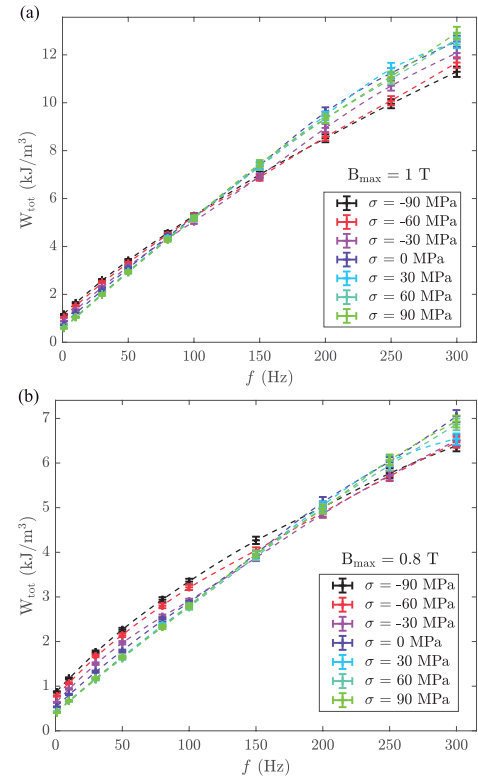 (a)
14
12
10
8
6
4
2
0
W_tot (kJ/m³)
B_max = 1 T
σ = -90 MPa
σ = -60 MPa
σ = -30 MPa
σ = 0 MPa
σ = 30 MPa
σ = 60 MPa
σ = 90 MPa
0 50 100 150 200 250 300
f (Hz)
(b)
7
6
5
4
3
2
1
0
W_tot (kJ/m³)
B_max = 0.8 T
σ = -90 MPa
σ = -60 MPa
σ = -30 MPa
σ = 0 MPa
σ = 30 MPa
σ = 60 MPa
σ = 90 MPa
0 50 100 150 200 250 300
f (Hz)